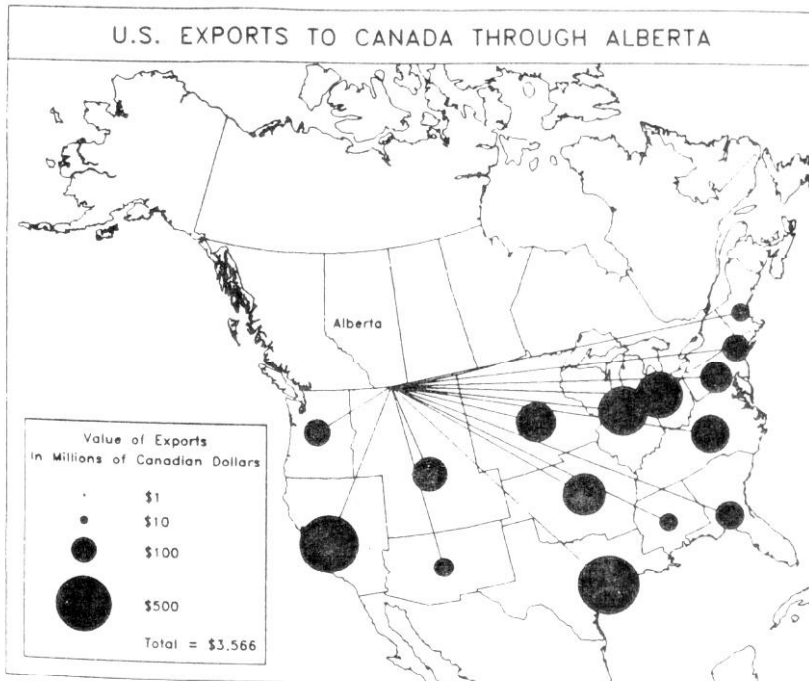 U.S. EXPORTS TO CANADA THROUGH ALBERTA
Alberta
Value of Exports
In Millions of Canadian Dollars
$1
$10
$100
$500
Total = $3,566